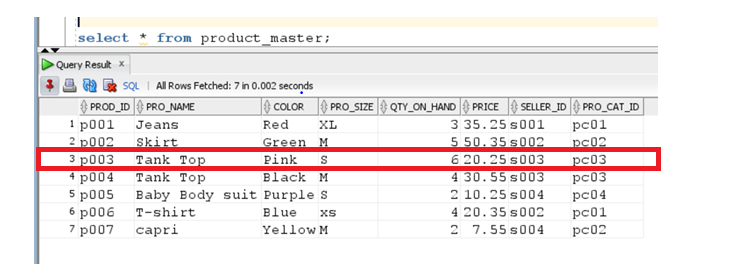 select * from product_master;
Query Result x
SQL | All Rows Fetched: 7 in 0.002 seconds
PROD_ID PRO_NAME COLOR PRO_SIZE QTY_ON_HAND PRICE SELLER_ID PRO_CAT_ID
1 p001 Jeans Red XL 3 35.25 s001 pc01
2 p002 Skirt Green M 5 50.35 s002 pc02
3 p003 Tank Top Pink S 6 20.25 s003 pc03
4 p004 Tank Top Black M 4 30.55 s003 pc03
5 p005 Baby Body suit Purple S 2 10.25 s004 pc04
6 p006 T-shirt Blue xs 4 20.35 s002 pc01
7 p007 capri Yellow M 2 7.55 s004 pc02